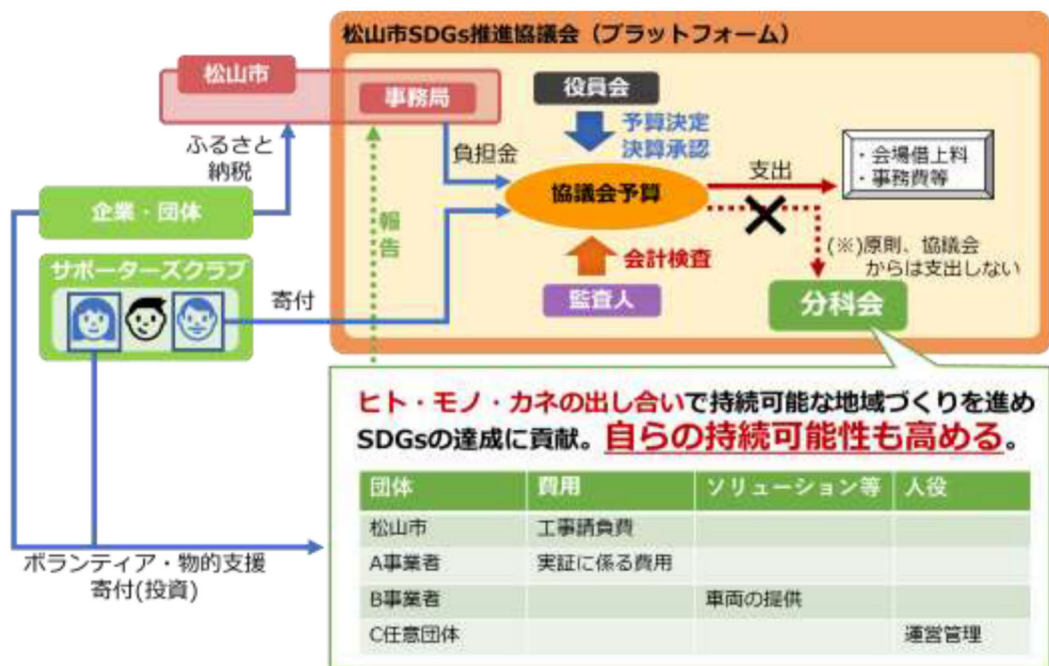 松山市SDGs推進協議会（プラットフォーム）
松山市
事務局
役員会
予算決定
決算承認
ふるさと
納税
負担金
協議会予算
支出
・会場借上料
・事務費等
企業・団体
報告
会計検査
監査人
(※)原則、協議会
からは支出しない
分科会
サポーターズクラブ
寄付
ヒト・モノ・カネの出し合いで持続可能な地域づくりを進め
SDGsの達成に貢献。自らの持続可能性も高める。
団体 費用 ソリューション等 人役
松山市 工事請負費
A事業者 実証に係る費用
B事業者 車両の提供
C任意団体 運営管理
ボランティア・物的支援
寄付(投資)